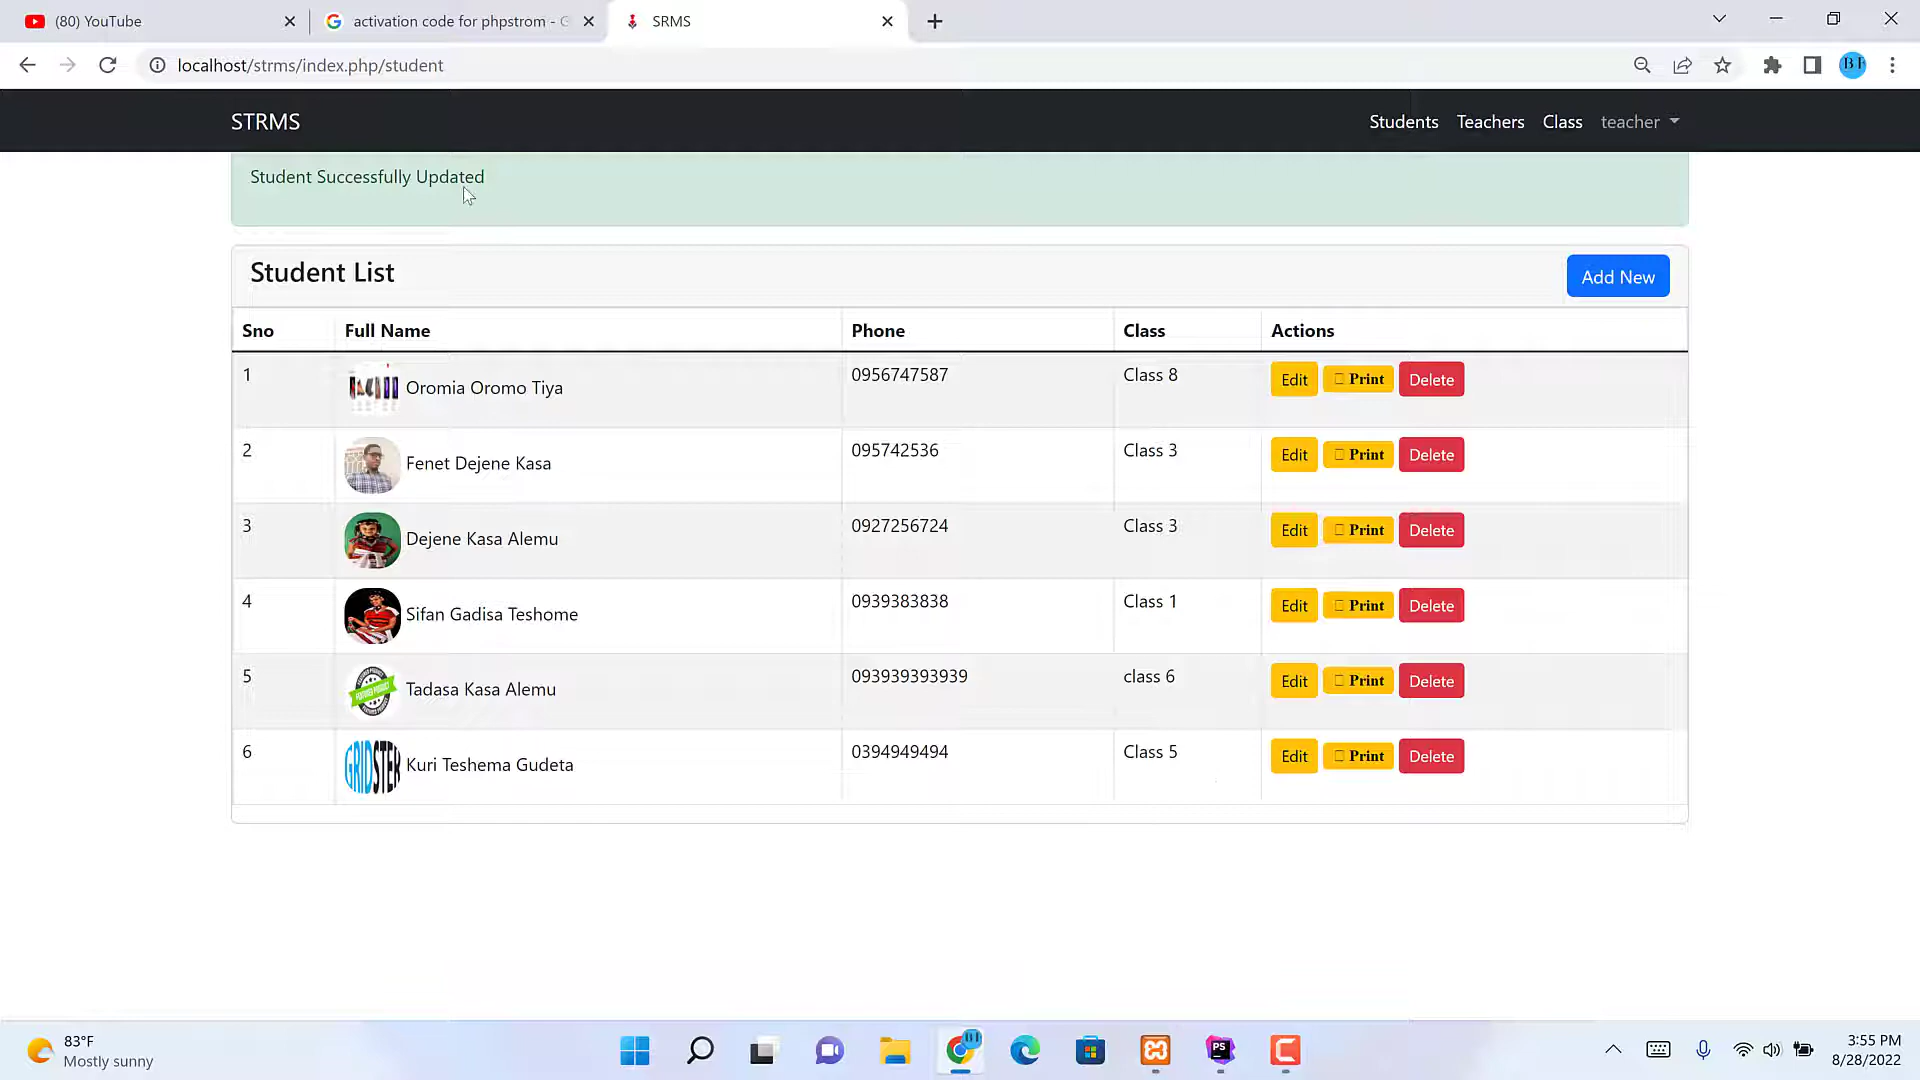 (80) YouTube
activation code for phpstrom - G
SRMS
localhost/strms/index.php/student
BF
STRMS
Students Teachers Class teacher
Student Successfully Updated
Student List
Add New
Sno Full Name Phone Class Actions
1 Oromia Oromo Tiya 0956747587 Class 8 Edit Print Delete
2 Fenet Dejene Kasa 095742536 Class 3 Edit Print Delete
3 Dejene Kasa Alemu 0927256724 Class 3 Edit Print Delete
4 Sifan Gadisa Teshome 0939383838 Class 1 Edit Print Delete
5 Tadasa Kasa Alemu 093939393939 class 6 Edit Print Delete
6 Kuri Teshema Gudeta 0394949494 Class 5 Edit Print Delete
83°F
Mostly sunny
PS
3:55 PM
8/28/2022